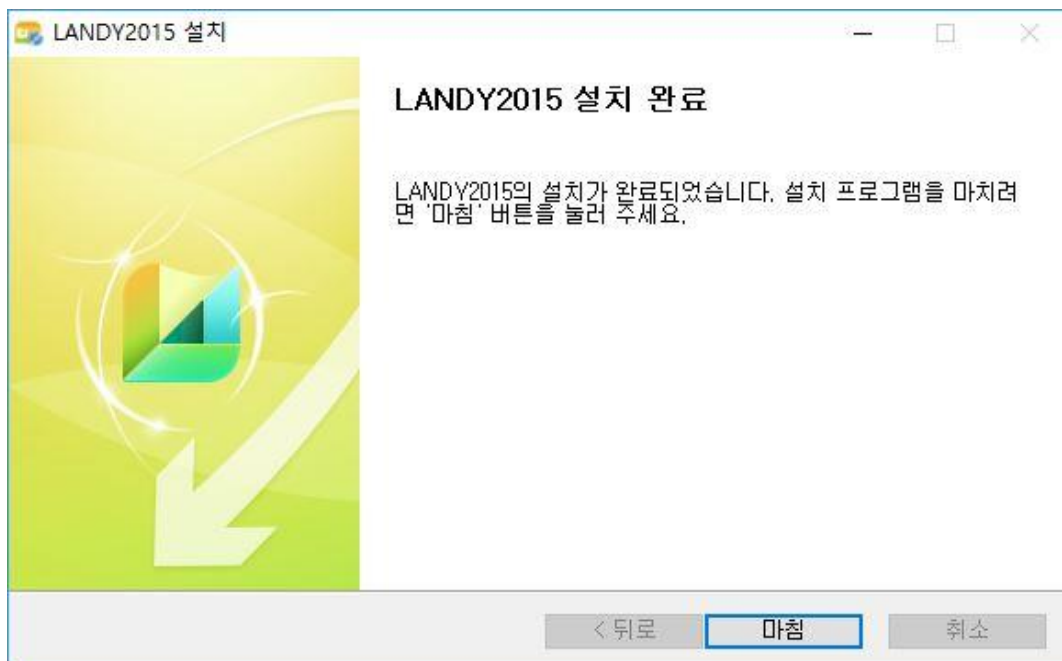 LANDY2015 설치
LANDY2015 설치 완료
LANDY2015의 설치가 완료되었습니다. 설치 프로그램을 마치려
면 '마침' 버튼을 눌러 주세요.
< 뒤로
마침
취소